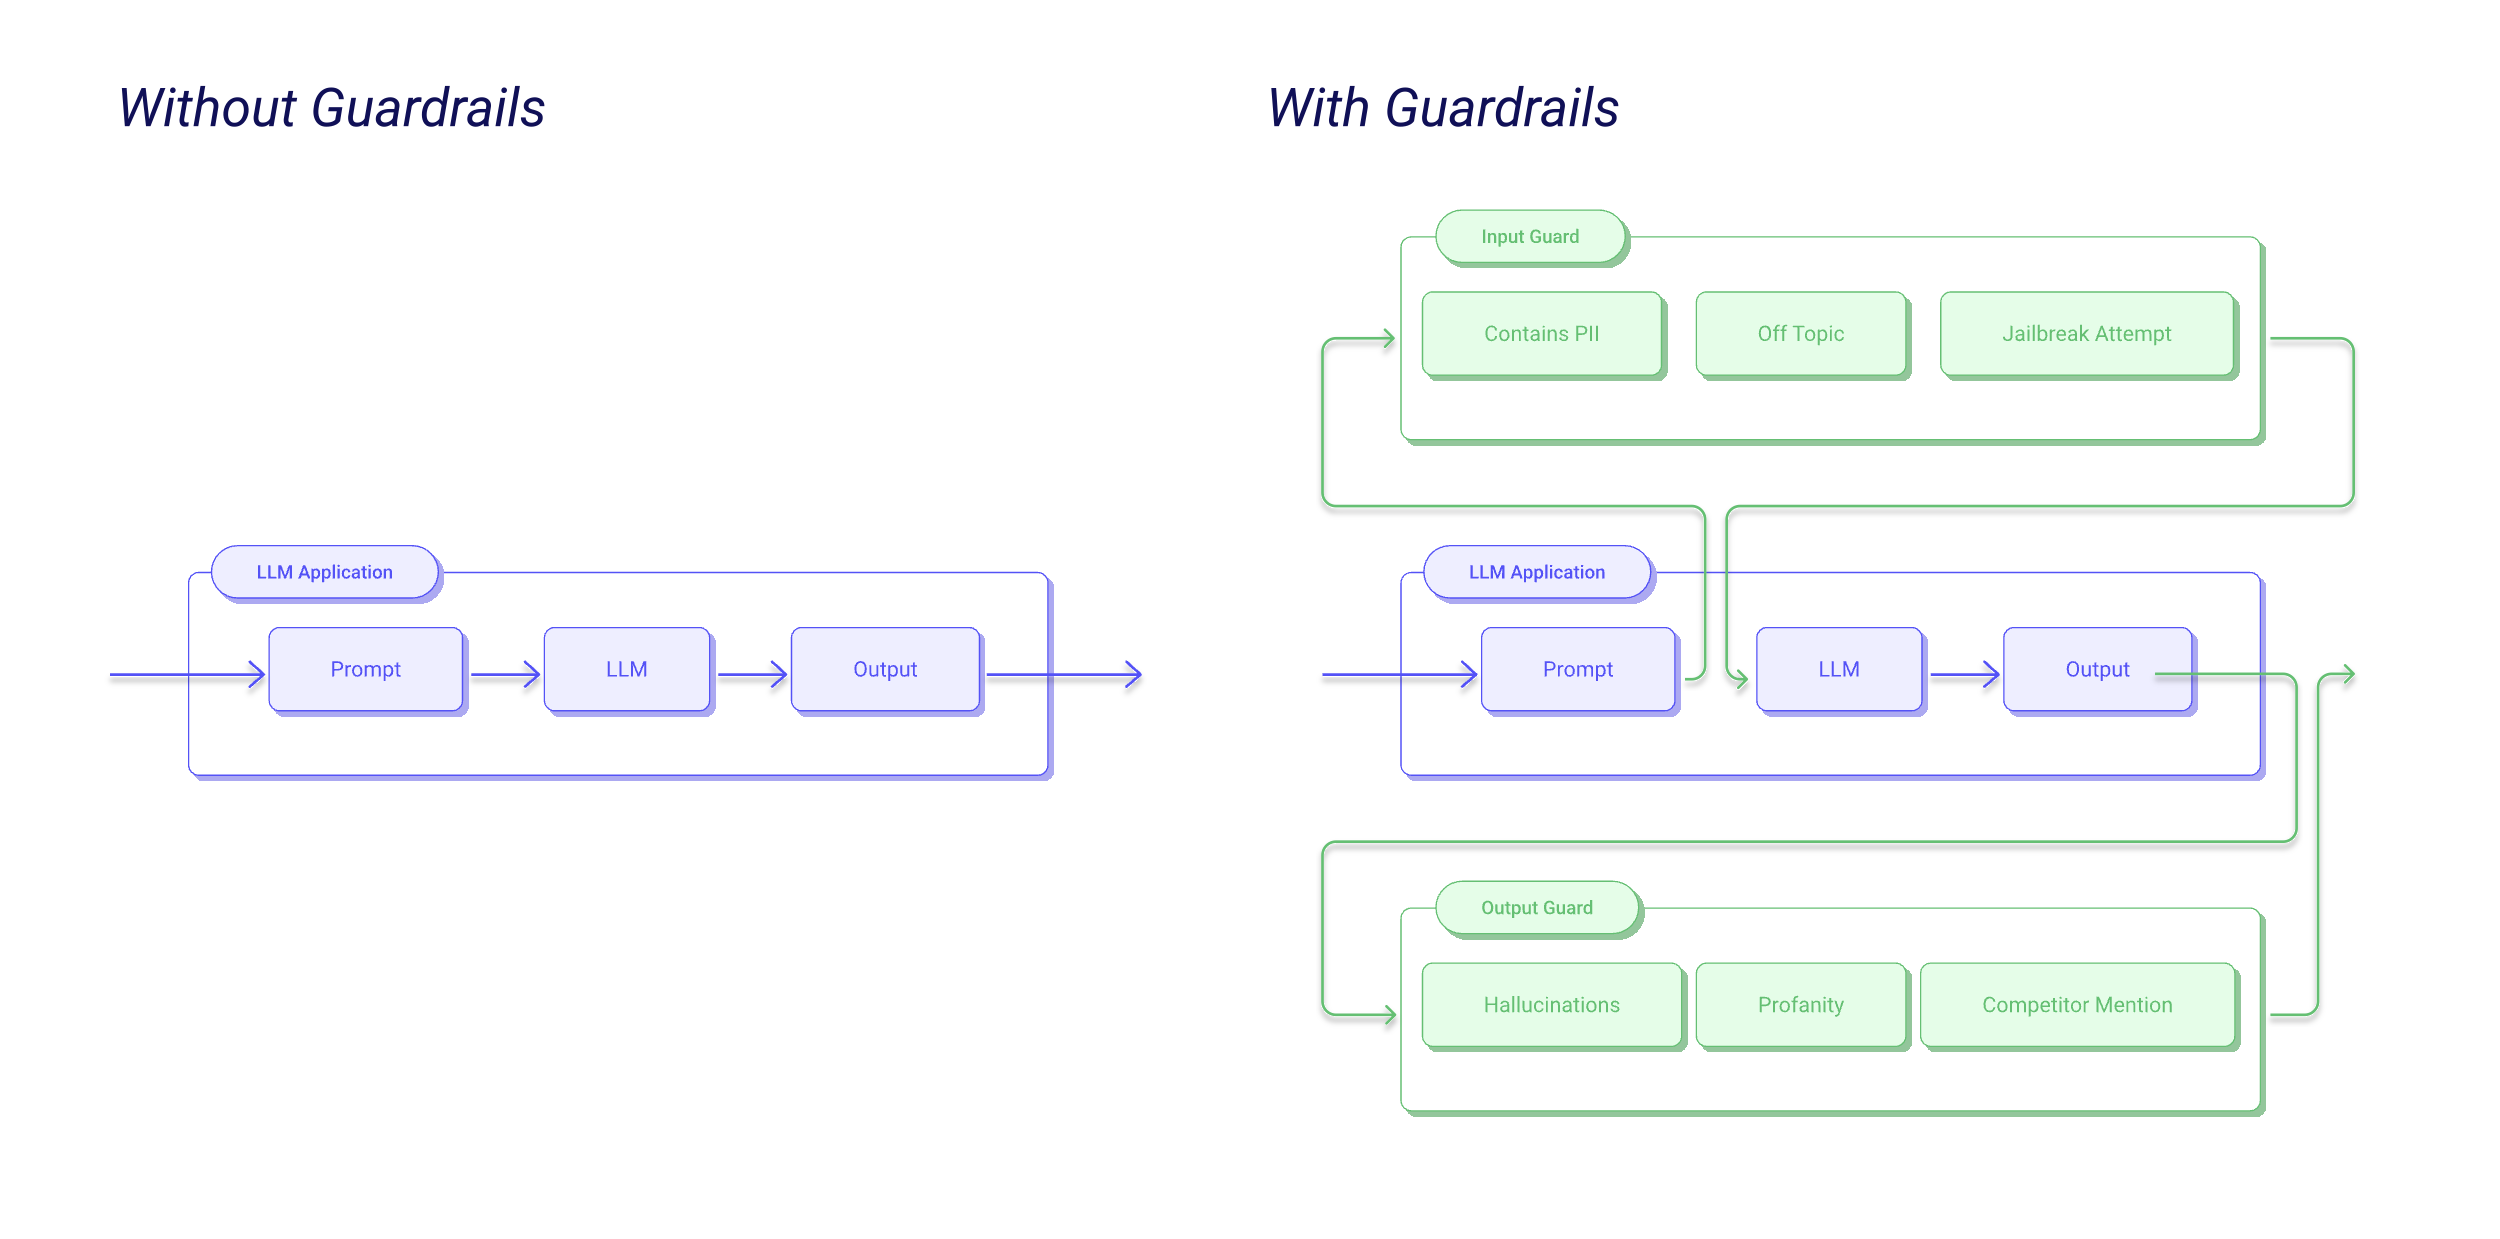 Without Guardrails
LLM Application
Prompt
LLM
Output
With Guardrails
Input Guard
Contains PII
Off Topic
Jailbreak Attempt
LLM Application
Prompt
LLM
Output
Output Guard
Hallucinations
Profanity
Competitor Mention